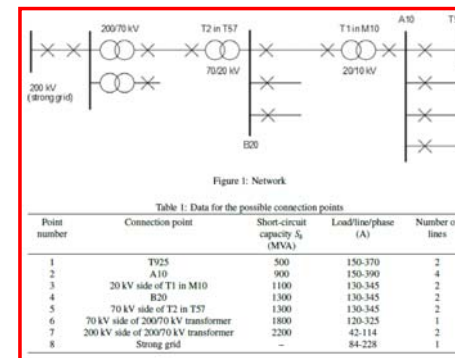 A10
200/70 kV
T2 in T57
T1 in M10
200 kV
(strong grid)
70/20 kV
20/10 kV
B20
Figure 1: Network
Table 1: Data for the possible connection points
Point number Connection point Short-circuit capacity Sk (MVA) Load/line/phase (A) Number o
1 T925 500 150-370 2
2 A10 900 150-390 4
3 20 kV side of T1 in M10 1100 130-345 2
4 B20 1300 130-345 2
5 70 kV side of T2 in T57 1300 130-345 2
6 70 kV side of 200/70 kV transformer 1800 120-325 1
7 200 kV side of 200/70 kV transformer 2200 42-114 2
8 Strong grid – 84-228 1